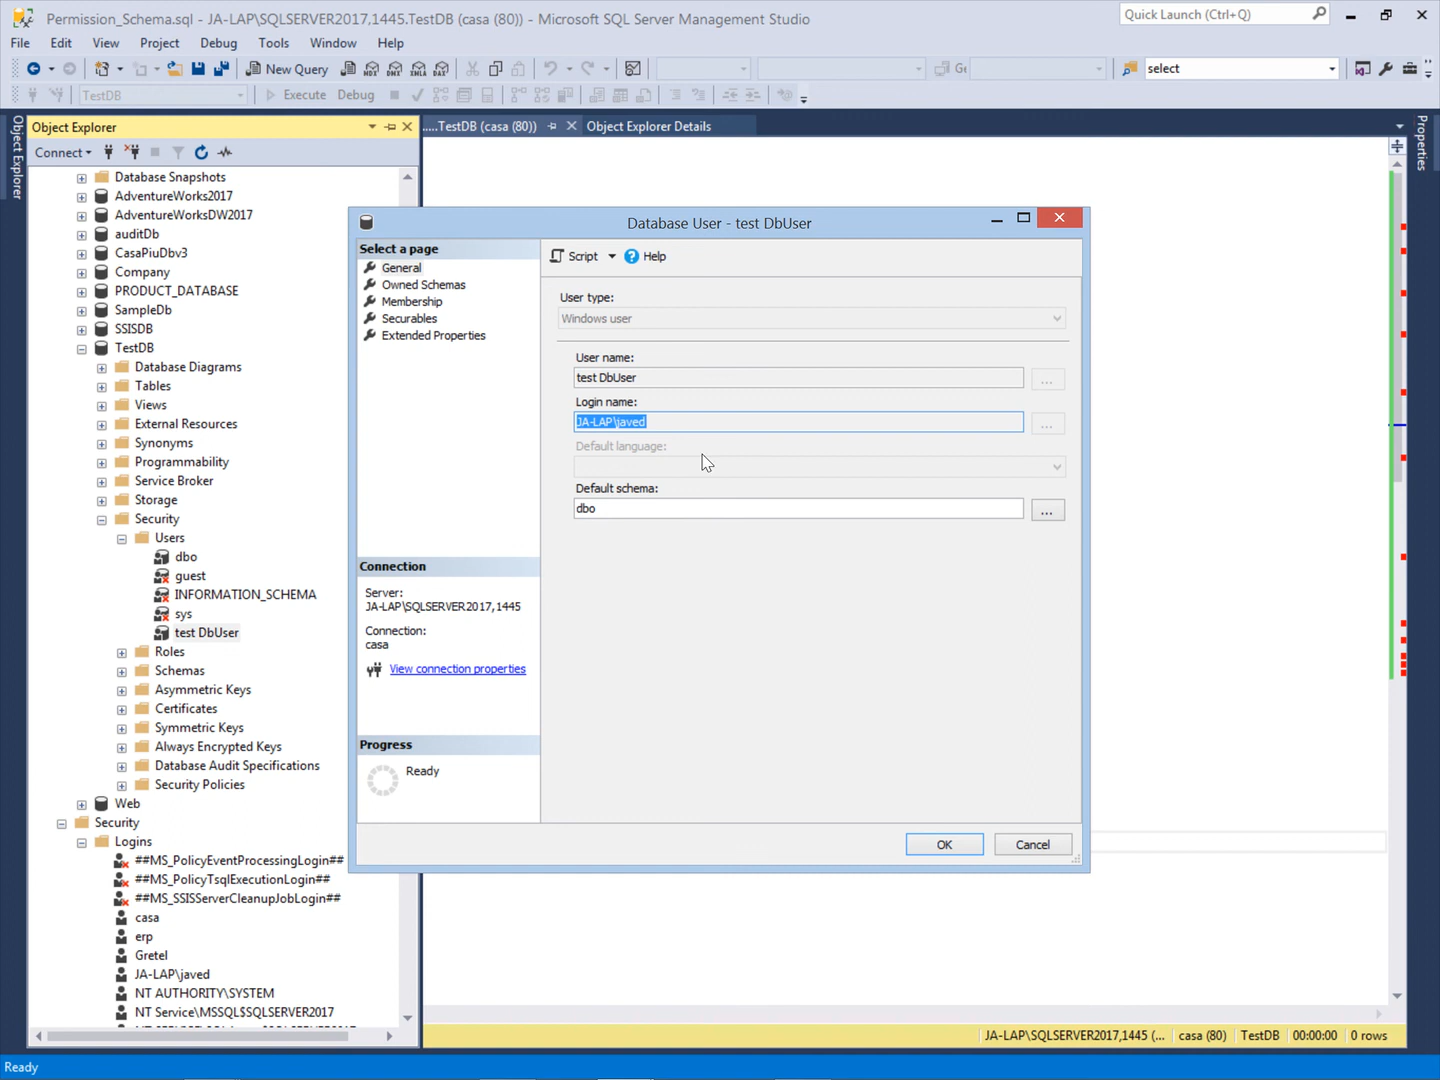 Permission_Schema.sql - JA-LAP\SQLSERVER2017,1445.TestDB (casa (80)) - Microsoft SQL Server Management Studio
Quick Launch (Ctrl+Q)
File Edit View Project Debug Tools Window Help
New Query
MDX DMX XMLA DAX
select
TestDB
Execute Debug
Object Explorer
Object Explorer
.....TestDB (casa (80))
Object Explorer Details
Properties
Connect
Database Snapshots
AdventureWorks2017
AdventureWorksDW2017
auditDb
CasaPiuDbv3
Company
PRODUCT_DATABASE
SampleDb
SSISDB
TestDB
Database Diagrams
Tables
Views
External Resources
Synonyms
Programmability
Service Broker
Storage
Security
Users
dbo
guest
INFORMATION_SCHEMA
sys
test DbUser
Roles
Schemas
Asymmetric Keys
Certificates
Symmetric Keys
Always Encrypted Keys
Database Audit Specifications
Security Policies
Web
Security
Logins
##MS_PolicyEventProcessingLogin##
##MS_PolicyTsqlExecutionLogin##
##MS_SSISServerCleanupJobLogin##
casa
erp
Gretel
JA-LAP\javed
NT AUTHORITY\SYSTEM
NT Service\MSSQL$SQLSERVER2017
Database User - test DbUser
Select a page
General
Owned Schemas
Membership
Securables
Extended Properties
Connection
Server:
JA-LAP\SQLSERVER2017,1445
Connection:
casa
View connection properties
Progress
Ready
Script Help
User type:
Windows user
User name:
test DbUser
...
Login name:
JA-LAP\javed
...
Default language:
Default schema:
dbo
...
OK Cancel
JA-LAP\SQLSERVER2017,1445 (... casa (80) TestDB 00:00:00 0 rows
Ready